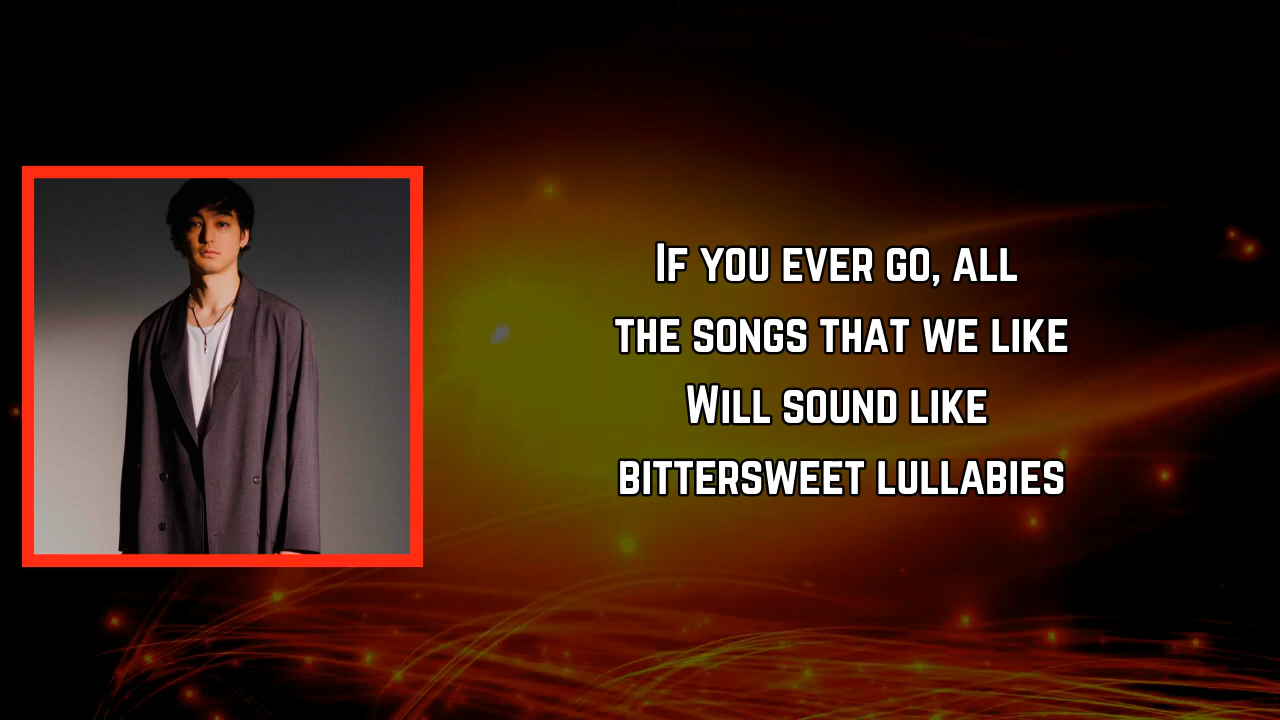 If you ever go, all
the songs that we like
Will sound like
bittersweet lullabies